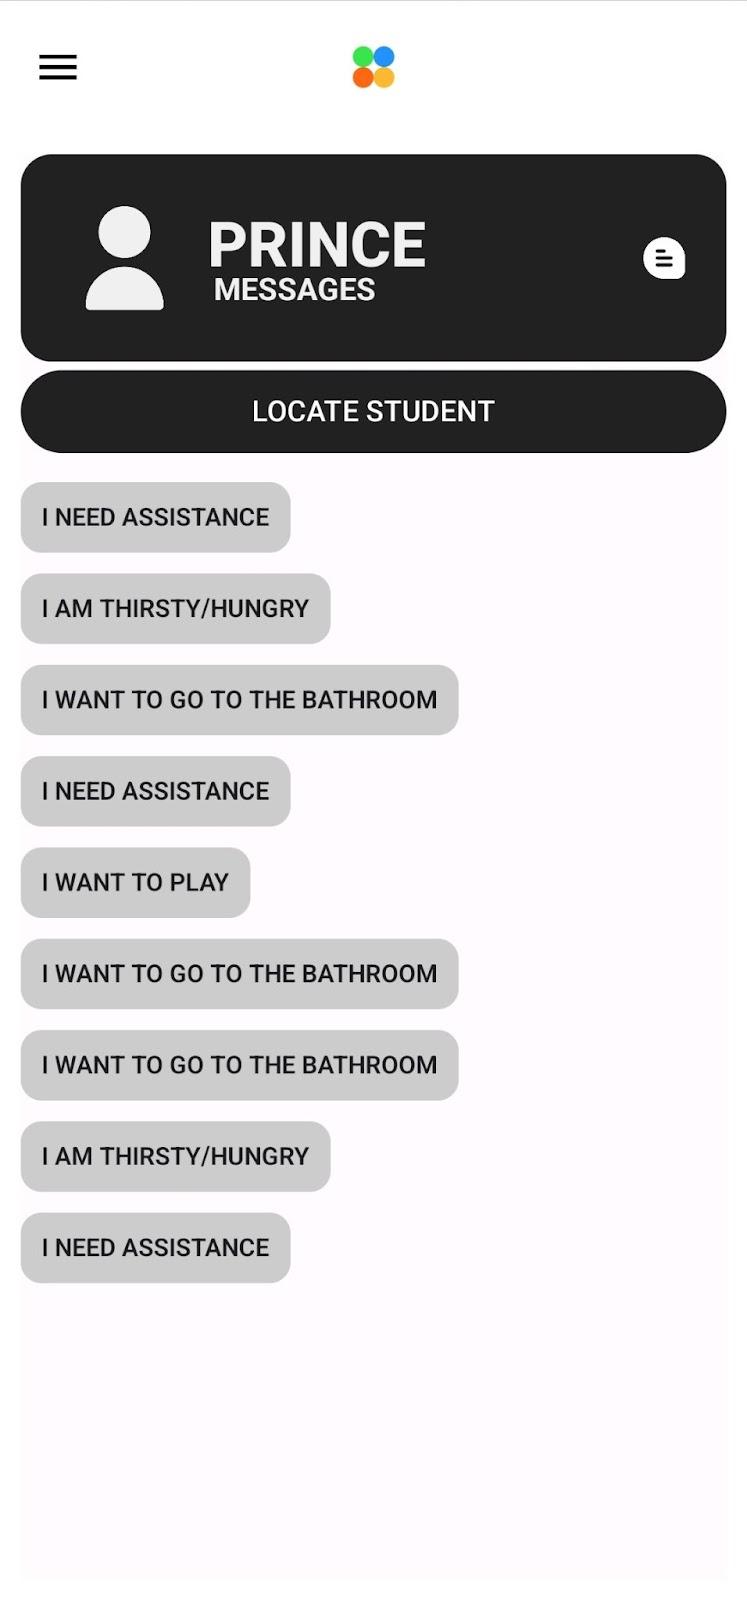 PRINCE
MESSAGES
LOCATE STUDENT
I NEED ASSISTANCE
I AM THIRSTY/HUNGRY
I WANT TO GO TO THE BATHROOM
I NEED ASSISTANCE
I WANT TO PLAY
I WANT TO GO TO THE BATHROOM
I WANT TO GO TO THE BATHROOM
I AM THIRSTY/HUNGRY
I NEED ASSISTANCE